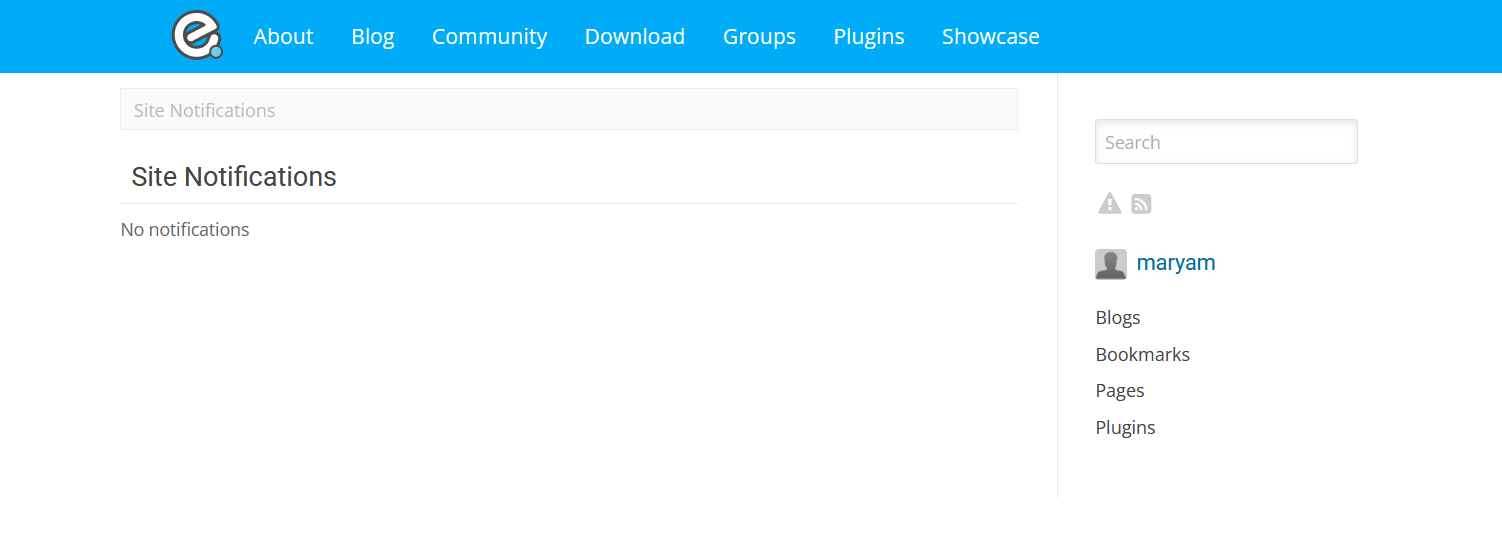 About Blog Community Download Groups Plugins Showcase
Site Notifications
Site Notifications
No notifications
Search
maryam
Blogs
Bookmarks
Pages
Plugins